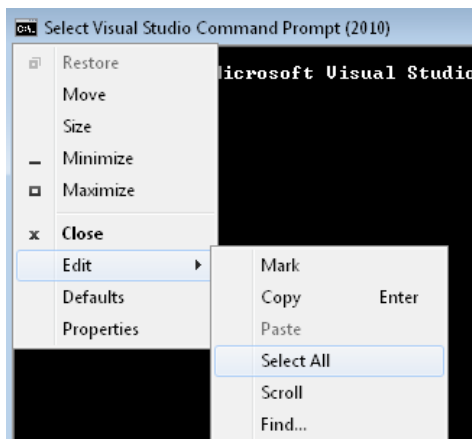 Select Visual Studio Command Prompt (2010)
Restore
Move
Size
Minimize
Maximize
Close
Edit
Defaults
Properties
icrosoft Visual Studio
Mark
Copy Enter
Paste
Select All
Scroll
Find...